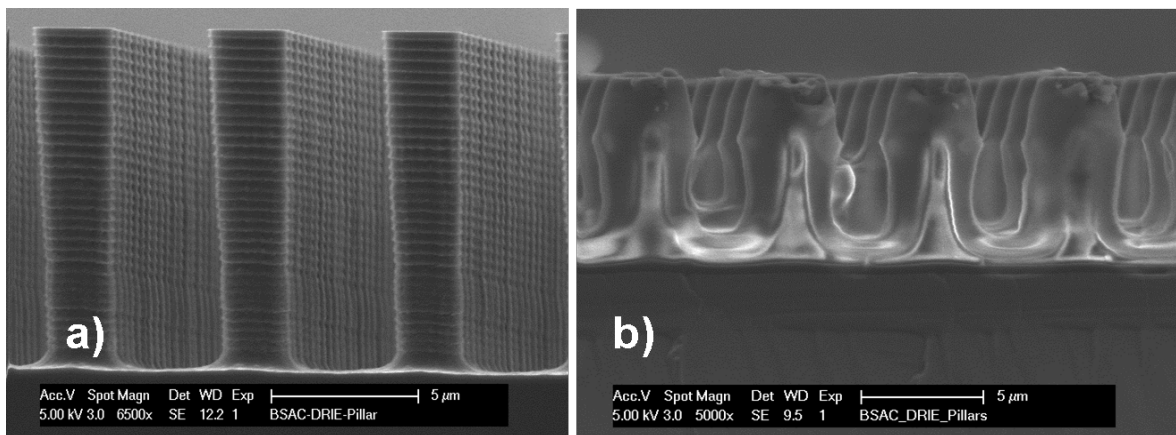 a)
Acc.V Spot Magn Det WD Exp
5.00 kV 3.0 6500x SE 12.2 1
5 µm
BSAC-DRIE-Pillar
b)
Acc.V Spot Magn Det WD Exp
5.00 kV 3.0 5000x SE 9.5 1
5 µm
BSAC_DRIE_Pillars